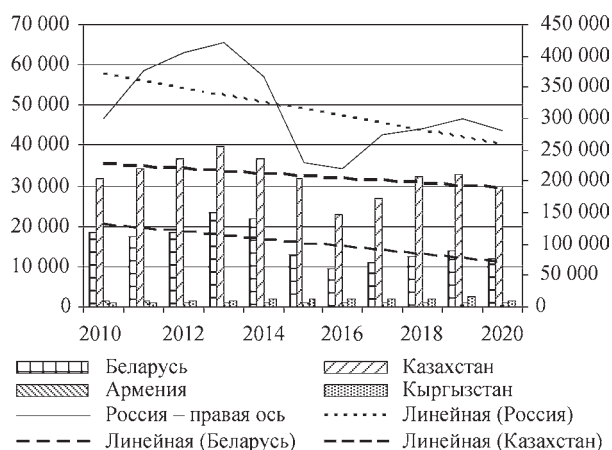 70 000 450 000
60 000 400 000
50 000 350 000
40 000 300 000
30 000 250 000
20 000 200 000
10 000 150 000
0 100 000
50 000
0
2010 2012 2014 2016 2018 2020
Беларусь Казахстан
Армения Кыргызстан
Россия – правая ось Линейная (Россия)
Линейная (Беларусь) Линейная (Казахстан)